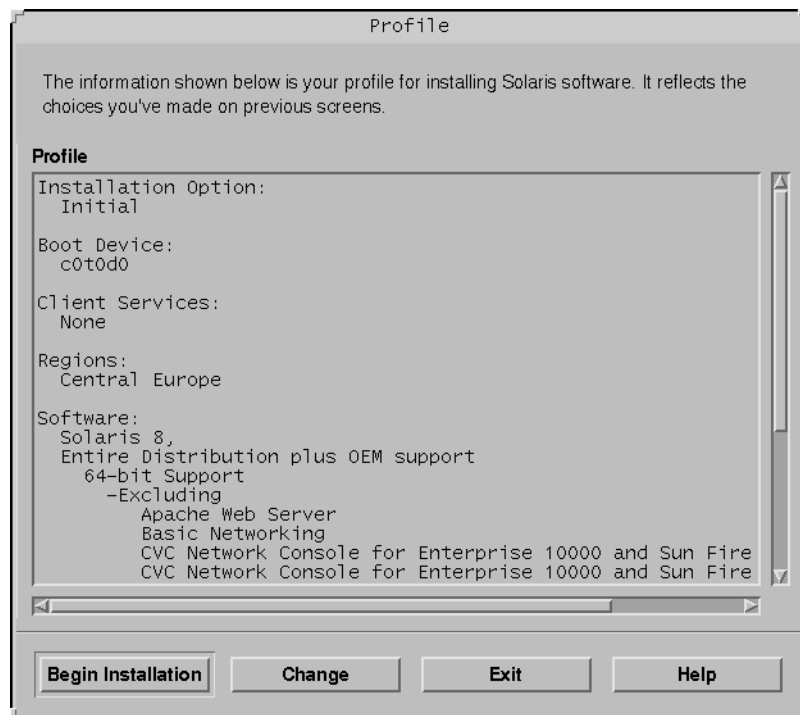 Profile
The information shown below is your profile for installing Solaris software. It reflects the
choices you've made on previous screens.
Profile
Installation Option:
Initial
Boot Device:
c0t0d0
Client Services:
None
Regions:
Central Europe
Software:
Solaris 8,
Entire Distribution plus OEM support
64-bit Support
-Excluding
Apache Web Server
Basic Networking
CVC Network Console for Enterprise 10000 and Sun Fire
CVC Network Console for Enterprise 10000 and Sun Fire
Begin Installation
Change
Exit
Help